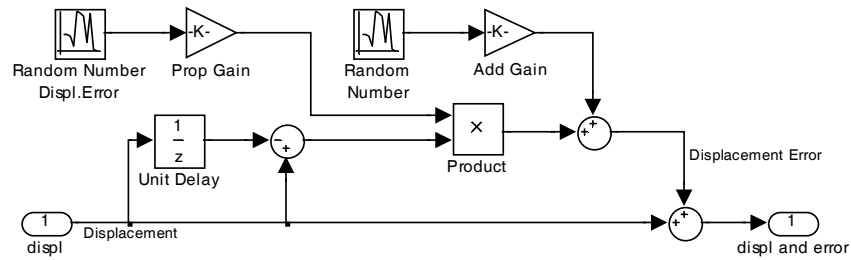 -K-
-K-
Random Number
Displ.Error
Prop Gain
Random
Number
Add Gain
1
z
Unit Delay
-
+
×
Product
+
+
Displacement Error
1
displ
Displacement
+
+
1
displ and error